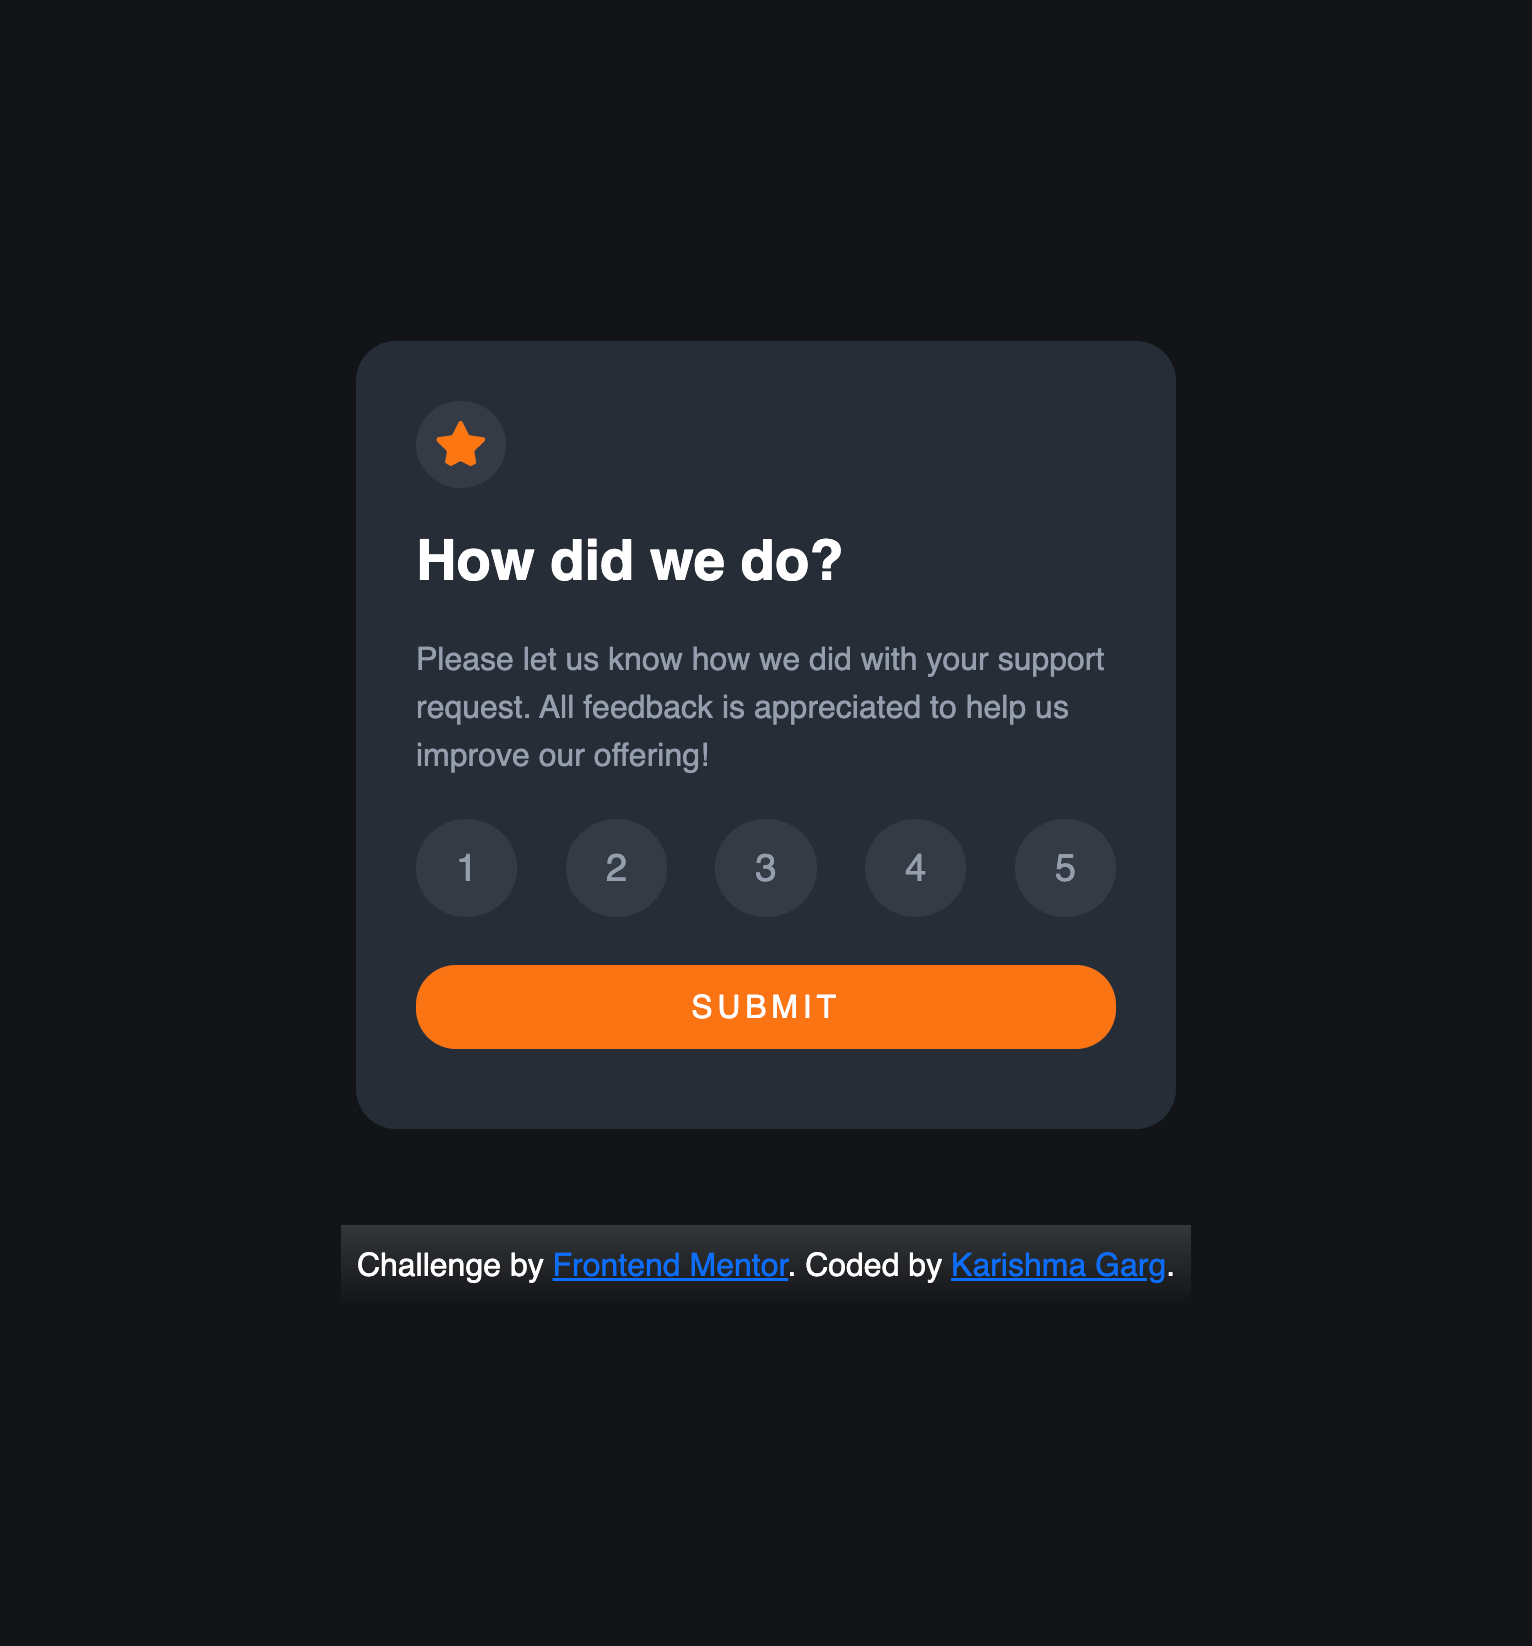 How did we do?
Please let us know how we did with your support
request. All feedback is appreciated to help us
improve our offering!
1 2 3 4 5
SUBMIT
Challenge by Frontend Mentor. Coded by Karishma Garg.